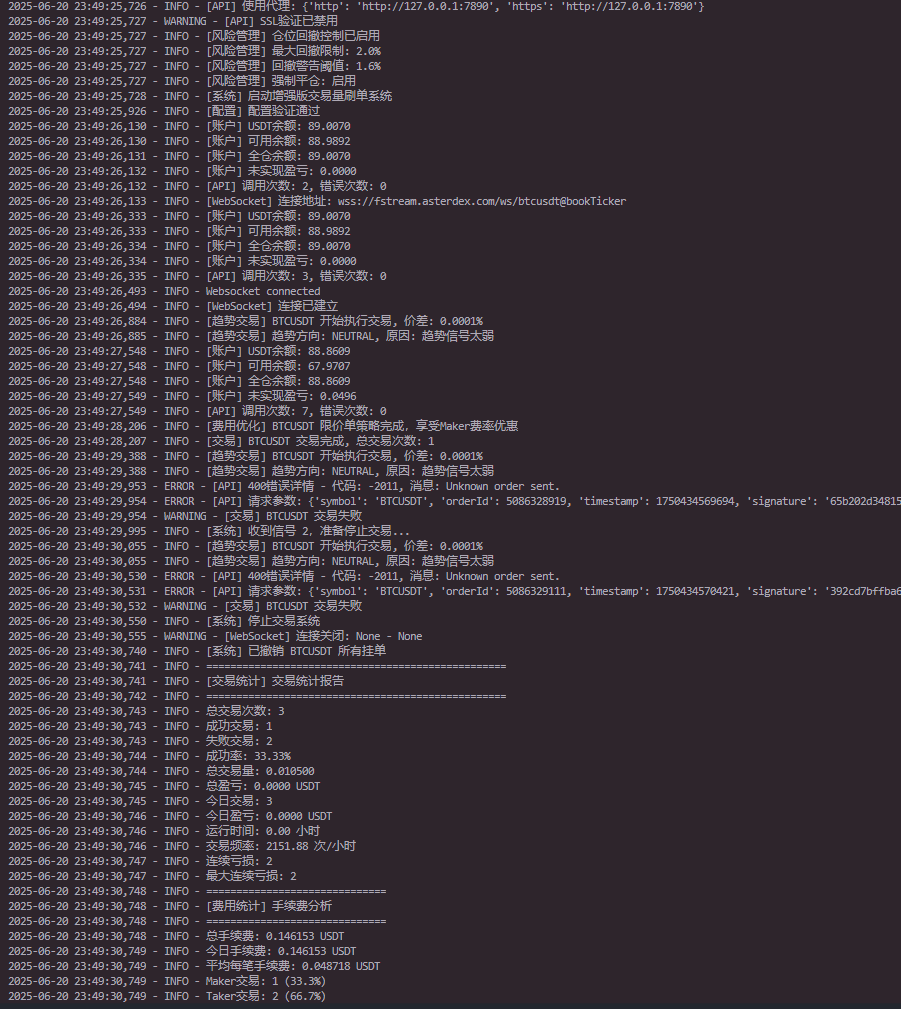 2025-06-20 23:49:25,726 - INFO - [API] 使用代理: {'http': 'http://127.0.0.1:7890', 'https': 'http://127.0.0.1:7890'}
2025-06-20 23:49:25,727 - WARNING - [API] SSL验证已禁用
2025-06-20 23:49:25,727 - INFO - [风险管理] 仓位回撤控制已启用
2025-06-20 23:49:25,727 - INFO - [风险管理] 最大回撤限制: 2.0%
2025-06-20 23:49:25,727 - INFO - [风险管理] 回撤警告阈值: 1.6%
2025-06-20 23:49:25,727 - INFO - [风险管理] 强制平仓: 启用
2025-06-20 23:49:25,728 - INFO - [系统] 启动增强版交易量刷单系统
2025-06-20 23:49:25,926 - INFO - [配置] 配置验证通过
2025-06-20 23:49:26,130 - INFO - [账户] USDT余额: 89.0070
2025-06-20 23:49:26,130 - INFO - [账户] 可用余额: 88.9892
2025-06-20 23:49:26,131 - INFO - [账户] 全仓余额: 89.0070
2025-06-20 23:49:26,132 - INFO - [账户] 未实现盈亏: 0.0000
2025-06-20 23:49:26,132 - INFO - [API] 调用次数: 2, 错误次数: 0
2025-06-20 23:49:26,133 - INFO - [WebSocket] 连接地址: wss://fstream.asterdex.com/ws/btcusdt@bookTicker
2025-06-20 23:49:26,333 - INFO - [账户] USDT余额: 89.0070
2025-06-20 23:49:26,333 - INFO - [账户] 可用余额: 88.9892
2025-06-20 23:49:26,334 - INFO - [账户] 全仓余额: 89.0070
2025-06-20 23:49:26,334 - INFO - [账户] 未实现盈亏: 0.0000
2025-06-20 23:49:26,335 - INFO - [API] 调用次数: 3, 错误次数: 0
2025-06-20 23:49:26,493 - INFO - Websocket connected
2025-06-20 23:49:26,494 - INFO - [WebSocket] 连接已建立
2025-06-20 23:49:26,884 - INFO - [趋势交易] BTCUSDT 开始执行交易, 价差: 0.0001%
2025-06-20 23:49:26,885 - INFO - [趋势交易] 趋势方向: NEUTRAL, 原因: 趋势信号太弱
2025-06-20 23:49:27,548 - INFO - [账户] USDT余额: 88.8609
2025-06-20 23:49:27,548 - INFO - [账户] 可用余额: 67.9707
2025-06-20 23:49:27,548 - INFO - [账户] 全仓余额: 88.8609
2025-06-20 23:49:27,549 - INFO - [账户] 未实现盈亏: 0.0496
2025-06-20 23:49:27,549 - INFO - [API] 调用次数: 7, 错误次数: 0
2025-06-20 23:49:28,206 - INFO - [费用优化] BTCUSDT 限价单策略完成，享受Maker费率优惠
2025-06-20 23:49:28,207 - INFO - [交易] BTCUSDT 交易完成, 总交易次数: 1
2025-06-20 23:49:29,388 - INFO - [趋势交易] BTCUSDT 开始执行交易, 价差: 0.0001%
2025-06-20 23:49:29,388 - INFO - [趋势交易] 趋势方向: NEUTRAL, 原因: 趋势信号太弱
2025-06-20 23:49:29,953 - ERROR - [API] 400错误详情 - 代码: -2011, 消息: Unknown order sent.
2025-06-20 23:49:29,954 - ERROR - [API] 请求参数: {'symbol': 'BTCUSDT', 'orderId': 5086328919, 'timestamp': 1750434569694, 'signature': '65b202d34815
2025-06-20 23:49:29,954 - WARNING - [交易] BTCUSDT 交易失败
2025-06-20 23:49:29,995 - INFO - [系统] 收到信号 2, 准备停止交易...
2025-06-20 23:49:30,055 - INFO - [趋势交易] BTCUSDT 开始执行交易, 价差: 0.0001%
2025-06-20 23:49:30,055 - INFO - [趋势交易] 趋势方向: NEUTRAL, 原因: 趋势信号太弱
2025-06-20 23:49:30,530 - ERROR - [API] 400错误详情 - 代码: -2011, 消息: Unknown order sent.
2025-06-20 23:49:30,531 - ERROR - [API] 请求参数: {'symbol': 'BTCUSDT', 'orderId': 5086329111, 'timestamp': 1750434570421, 'signature': '392cd7bffba6
2025-06-20 23:49:30,532 - WARNING - [交易] BTCUSDT 交易失败
2025-06-20 23:49:30,550 - INFO - [系统] 停止交易系统
2025-06-20 23:49:30,555 - WARNING - [WebSocket] 连接关闭: None - None
2025-06-20 23:49:30,740 - INFO - [系统] 已撤销 BTCUSDT 所有挂单
2025-06-20 23:49:30,741 - INFO - ==================================================
2025-06-20 23:49:30,741 - INFO - [交易统计] 交易统计报告
2025-06-20 23:49:30,742 - INFO - ==================================================
2025-06-20 23:49:30,743 - INFO - 总交易次数: 3
2025-06-20 23:49:30,743 - INFO - 成功交易: 1
2025-06-20 23:49:30,743 - INFO - 失败交易: 2
2025-06-20 23:49:30,744 - INFO - 成功率: 33.33%
2025-06-20 23:49:30,744 - INFO - 总交易量: 0.010500
2025-06-20 23:49:30,745 - INFO - 总盈亏: 0.0000 USDT
2025-06-20 23:49:30,745 - INFO - 今日交易: 3
2025-06-20 23:49:30,746 - INFO - 今日盈亏: 0.0000 USDT
2025-06-20 23:49:30,746 - INFO - 运行时间: 0.00 小时
2025-06-20 23:49:30,746 - INFO - 交易频率: 2151.88 次/小时
2025-06-20 23:49:30,747 - INFO - 连续亏损: 2
2025-06-20 23:49:30,747 - INFO - 最大连续亏损: 2
2025-06-20 23:49:30,748 - INFO - ==============================
2025-06-20 23:49:30,748 - INFO - [费用统计] 手续费分析
2025-06-20 23:49:30,748 - INFO - ==============================
2025-06-20 23:49:30,748 - INFO - 总手续费: 0.146153 USDT
2025-06-20 23:49:30,749 - INFO - 今日手续费: 0.146153 USDT
2025-06-20 23:49:30,749 - INFO - 平均每笔手续费: 0.048718 USDT
2025-06-20 23:49:30,749 - INFO - Maker交易: 1 (33.3%)
2025-06-20 23:49:30,749 - INFO - Taker交易: 2 (66.7%)